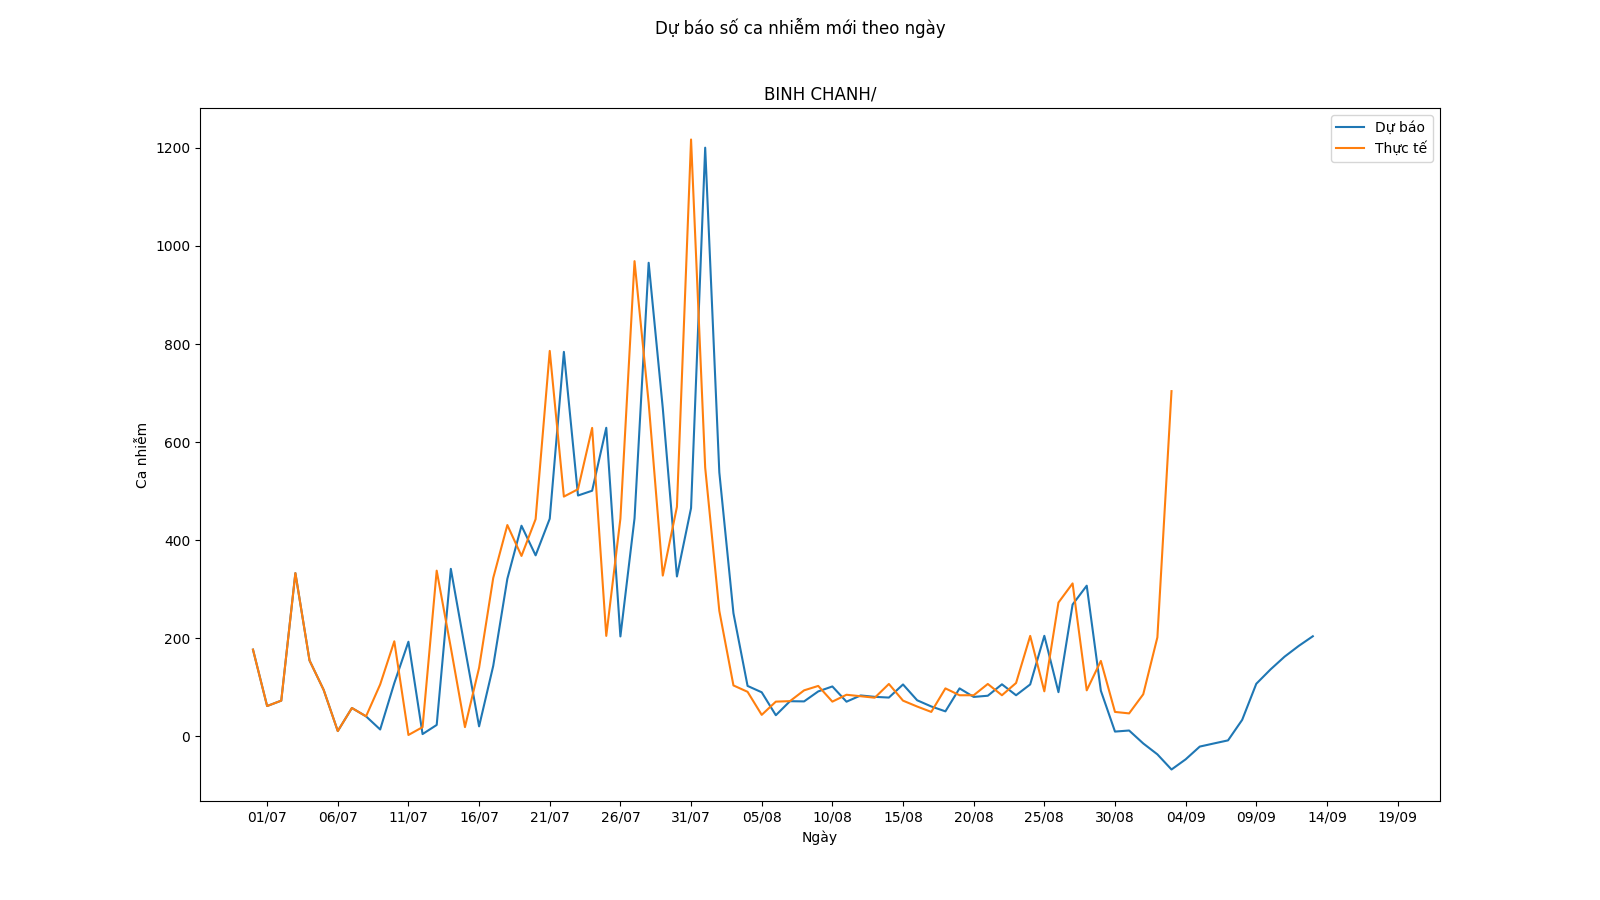 Dự báo số ca nhiễm mới theo ngày
BINH CHANH/
Dự báo
Thực tế
1200
1000
800
600
400
200
0
Ca nhiễm
01/07 06/07 11/07 16/07 21/07 26/07 31/07 05/08 10/08 15/08 20/08 25/08 30/08 04/09 09/09 14/09 19/09
Ngày